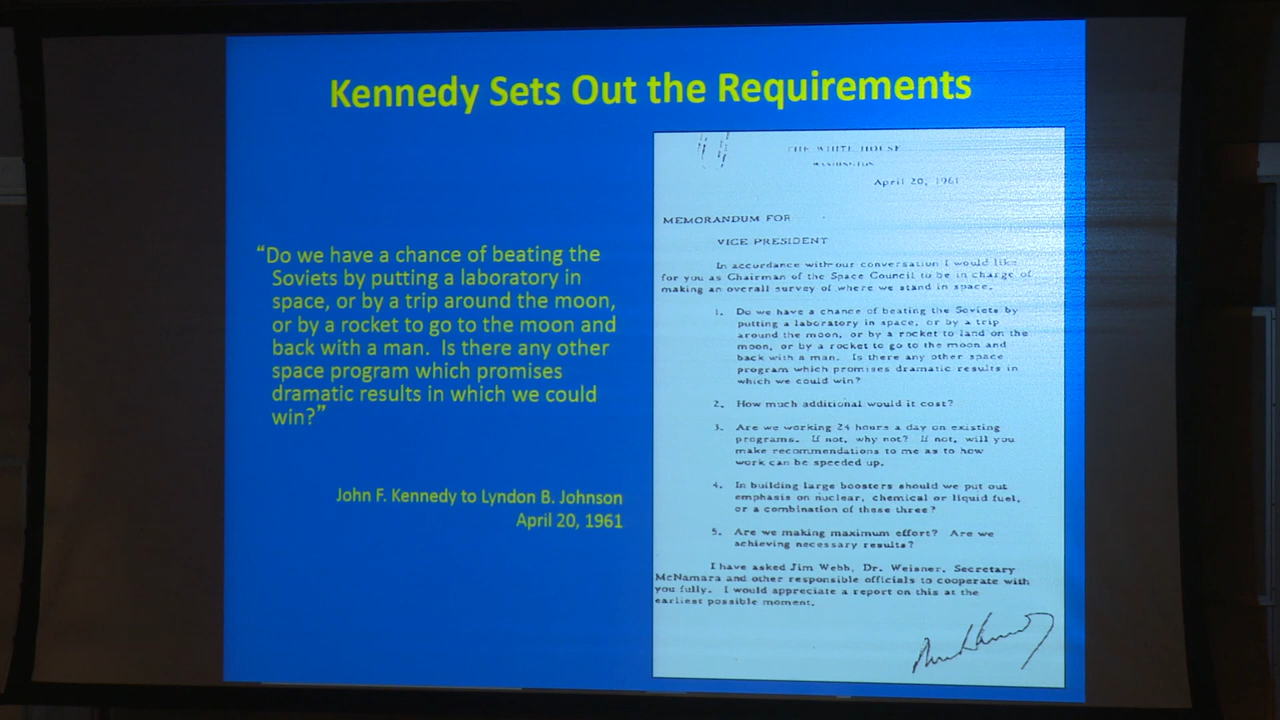 Kennedy Sets Out the Requirements
“Do we have a chance of beating the
Soviets by putting a laboratory in
space, or by a trip around the moon,
or by a rocket to go to the moon and
back with a man.  Is there any other
space program which promises
dramatic results in which we could
win?”
John F. Kennedy to Lyndon B. Johnson
April 20, 1961
THE WHITE HOUSE
WASHINGTON
April 20, 1961
MEMORANDUM FOR
VICE PRESIDENT
In accordance with our conversation I would like
for you as Chairman of the Space Council to be in charge of
making an overall survey of where we stand in space.
1. Do we have a chance of beating the Soviets by
putting a laboratory in space, or by a trip
around the moon, or by a rocket to land on the
moon, or by a rocket to go to the moon and
back with a man.  Is there any other space
program which promises dramatic results in
which we could win?
2. How much additional would it cost?
3. Are we working 24 hours a day on existing
programs.  If not, why not?  If not, will you
make recommendations to me as to how
work can be speeded up.
4. In building large boosters should we put out
emphasis on nuclear, chemical or liquid fuel,
or a combination of these three?
5. Are we making maximum effort?  Are we
achieving necessary results?
I have asked Jim Webb, Dr. Weisner, Secretary
McNamara and other responsible officials to cooperate with
you fully.  I would appreciate a report on this at the
earliest possible moment.